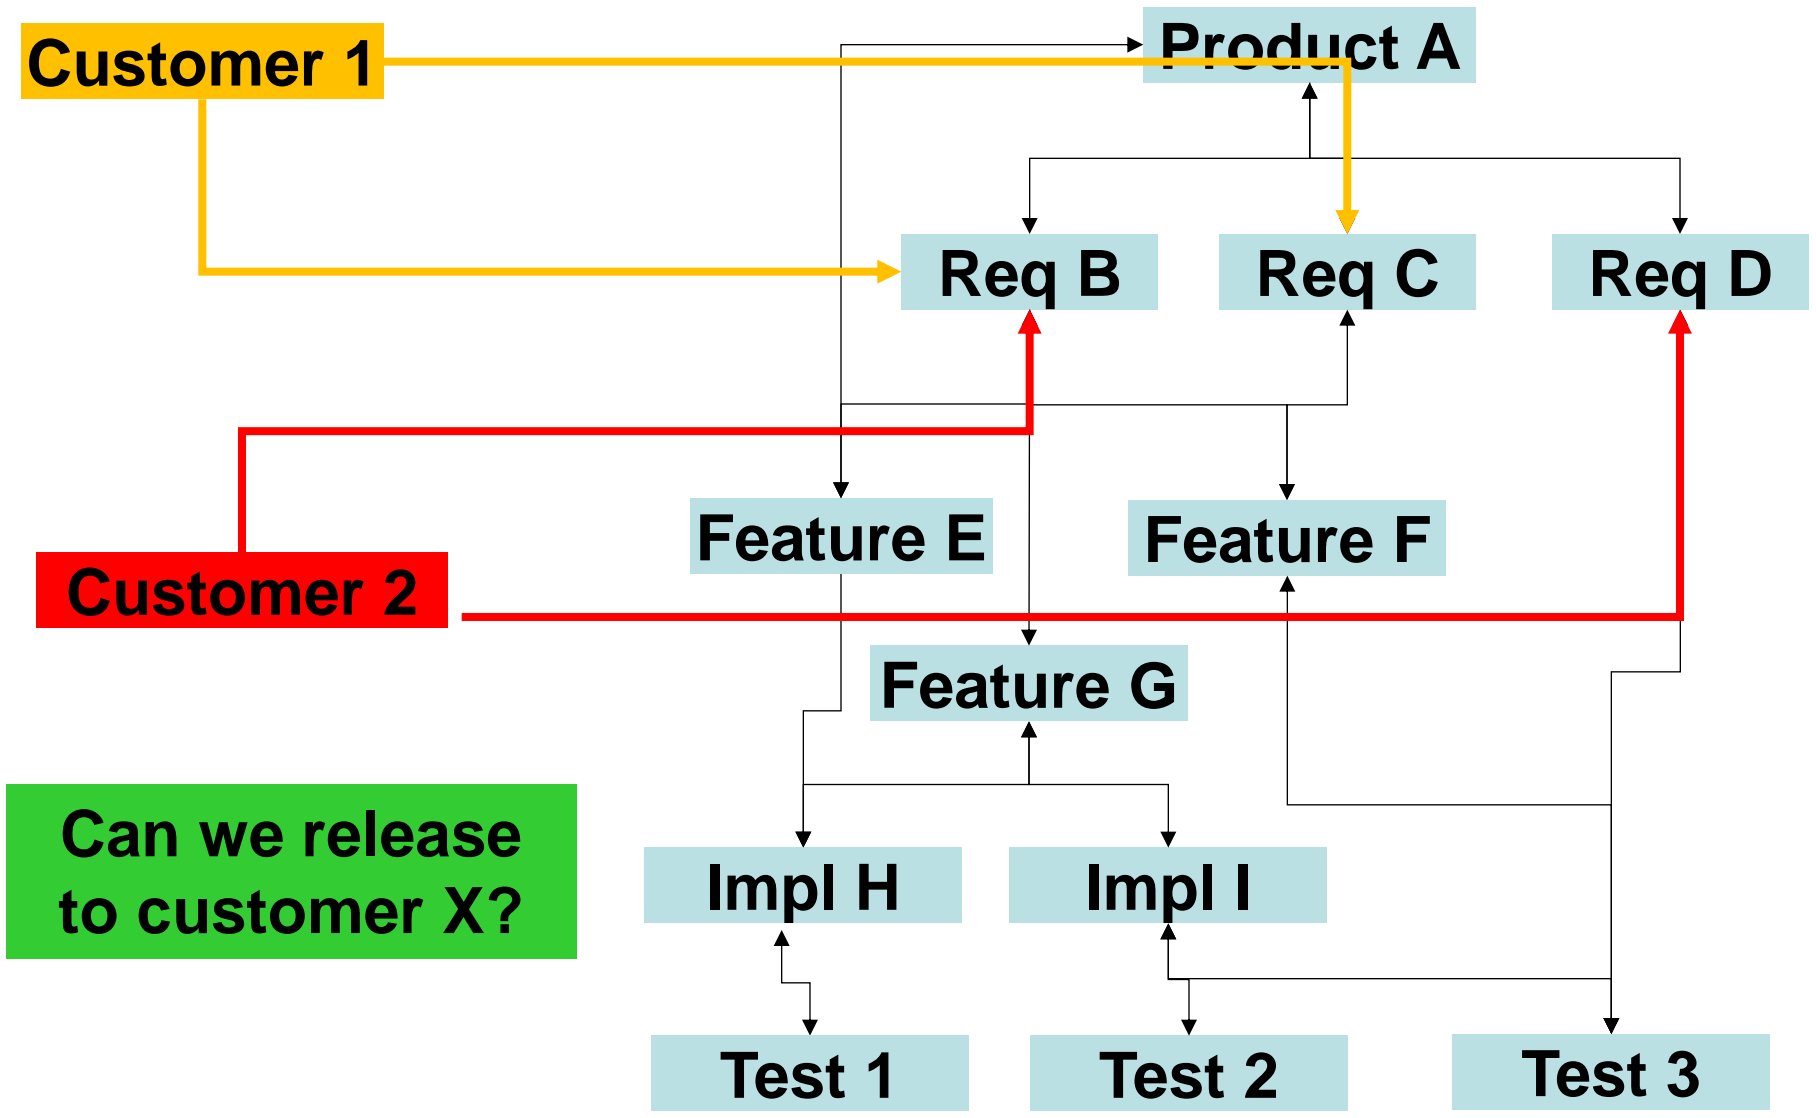 Customer 1
Product A
Req B
Req C
Req D
Feature E
Feature F
Customer 2
Feature G
Can we release
to customer X?
Impl H
Impl I
Test 1
Test 2
Test 3